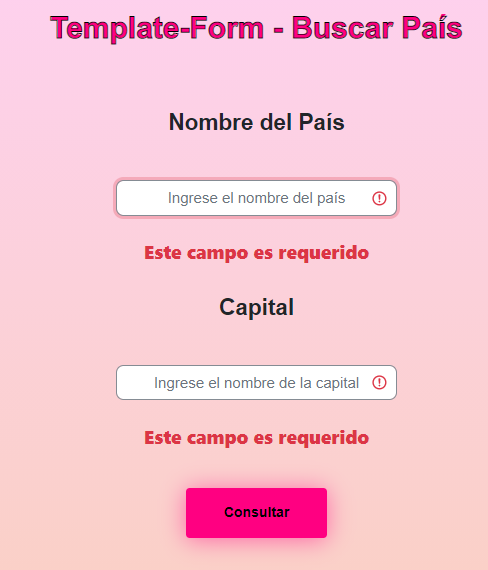 Template-Form - Buscar País
Nombre del País
Ingrese el nombre del país
Este campo es requerido
Capital
Ingrese el nombre de la capital
Este campo es requerido
Consultar